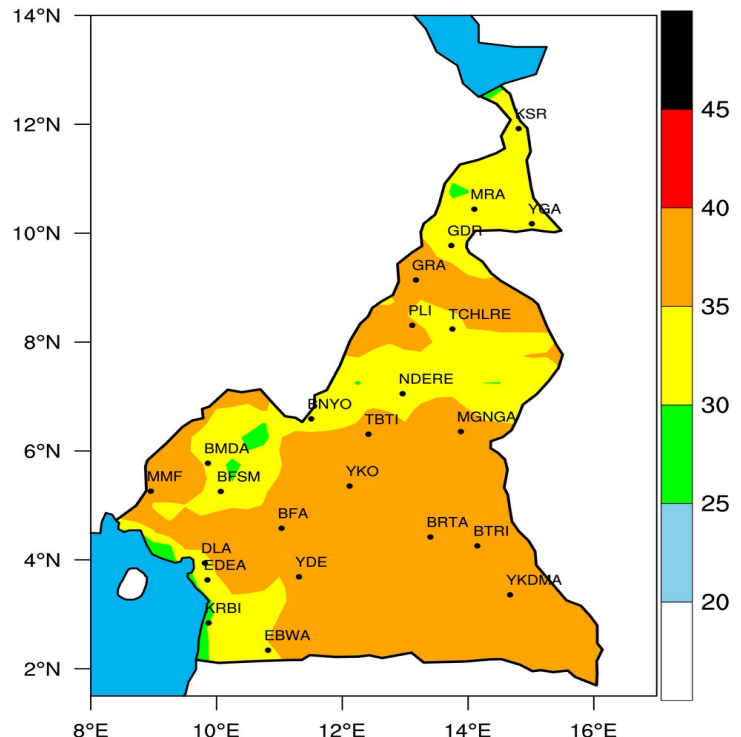 14°N
45
KSR
12°N
40
MRA
YGA
10°N
GDR
GRA
35
PLI
TCHLRE
8°N
NDERE
30
BNYO
TBTI
MGNGA
6°N
BMDA
MMF
BFSM
YKO
25
BFA
BRTA
BTRI
4°N
DLA
EDEA
YDE
YKDMA
20
KRBI
EBWA
2°N
8°E 10°E 12°E 14°E 16°E